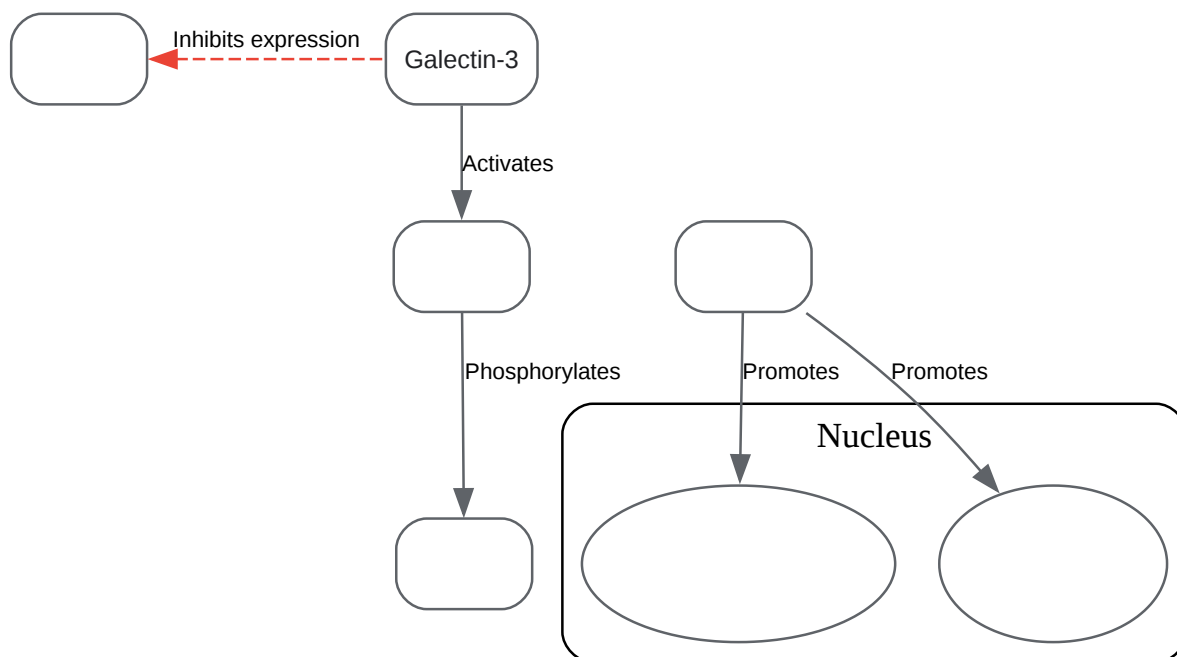 Inhibits expression
Galectin-3
Activates
Phosphorylates
Promotes
Promotes
Nucleus